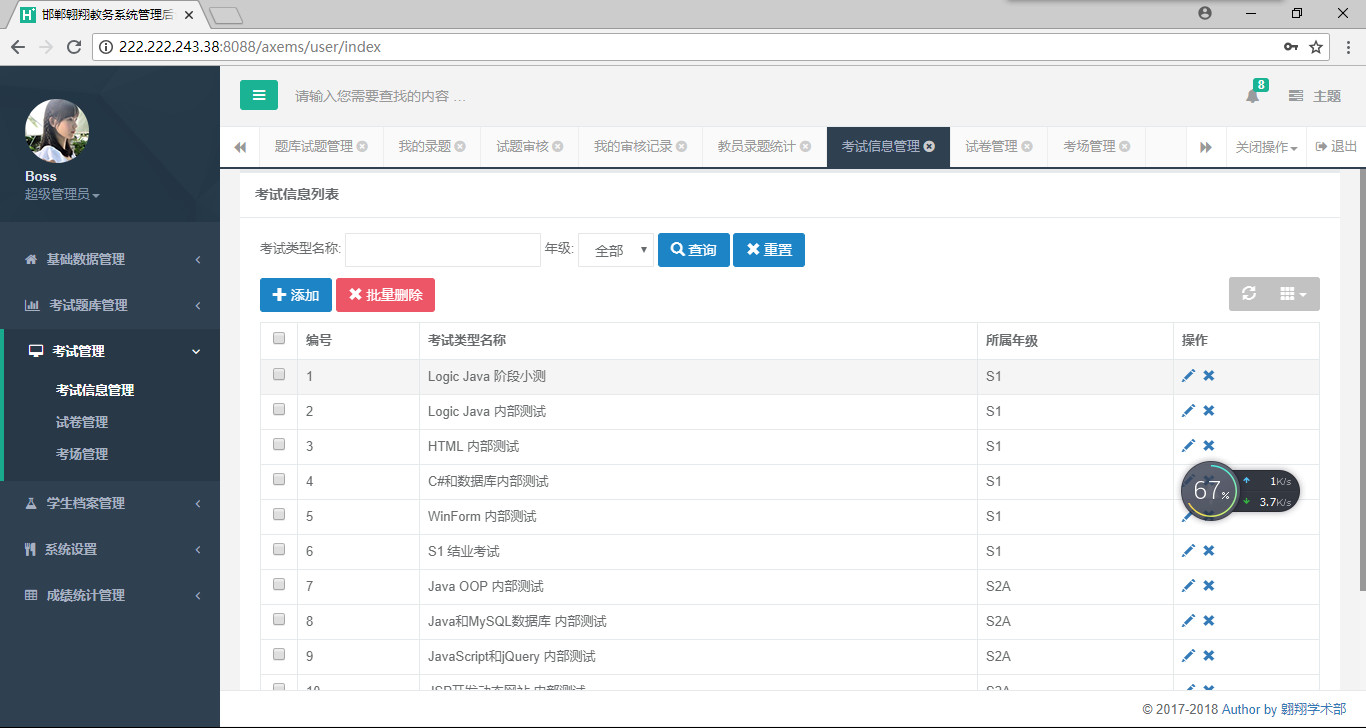 邯郸翱翔教务系统管理后
222.222.243.38:8088/axems/user/index
Boss
超级管理员
基础数据管理
考试题库管理
考试管理
考试信息管理
试卷管理
考场管理
学生档案管理
系统设置
成绩统计管理
请输入您需要查找的内容 …
8
主题
题库试题管理 我的录题 试题审核 我的审核记录 教员录题统计 考试信息管理 试卷管理 考场管理 关闭操作 退出
考试信息列表
考试类型名称: 年级: 全部 查询 重置
添加 批量删除
编号 考试类型名称 所属年级 操作
1 Logic Java 阶段小测 S1
2 Logic Java 内部测试 S1
3 HTML 内部测试 S1
4 C#和数据库内部测试 S1
5 WinForm 内部测试 S1
6 S1 结业考试 S1
7 Java OOP 内部测试 S2A
8 Java和MySQL数据库 内部测试 S2A
9 JavaScript和jQuery 内部测试 S2A
10 JSP开发动态网站 内部测试 S2A
67%
1K/s
3.7K/s
© 2017-2018 Author by 翱翔学术部